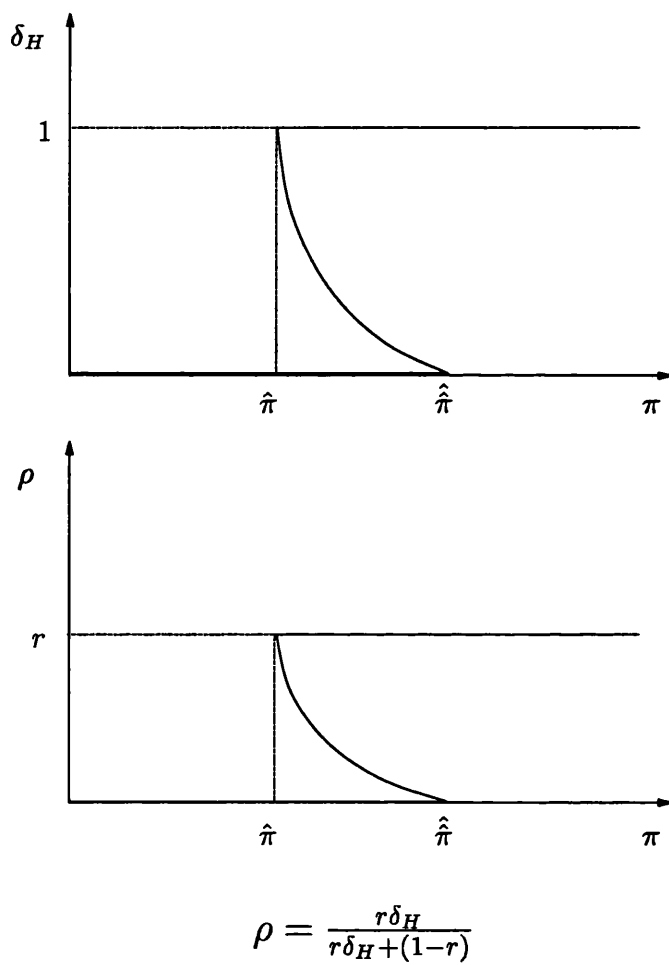 δ_H
1
π̂ π̂̂ π
ρ
r
π̂ π̂̂ π
ρ = rδ_H / (rδ_H+(1−r))